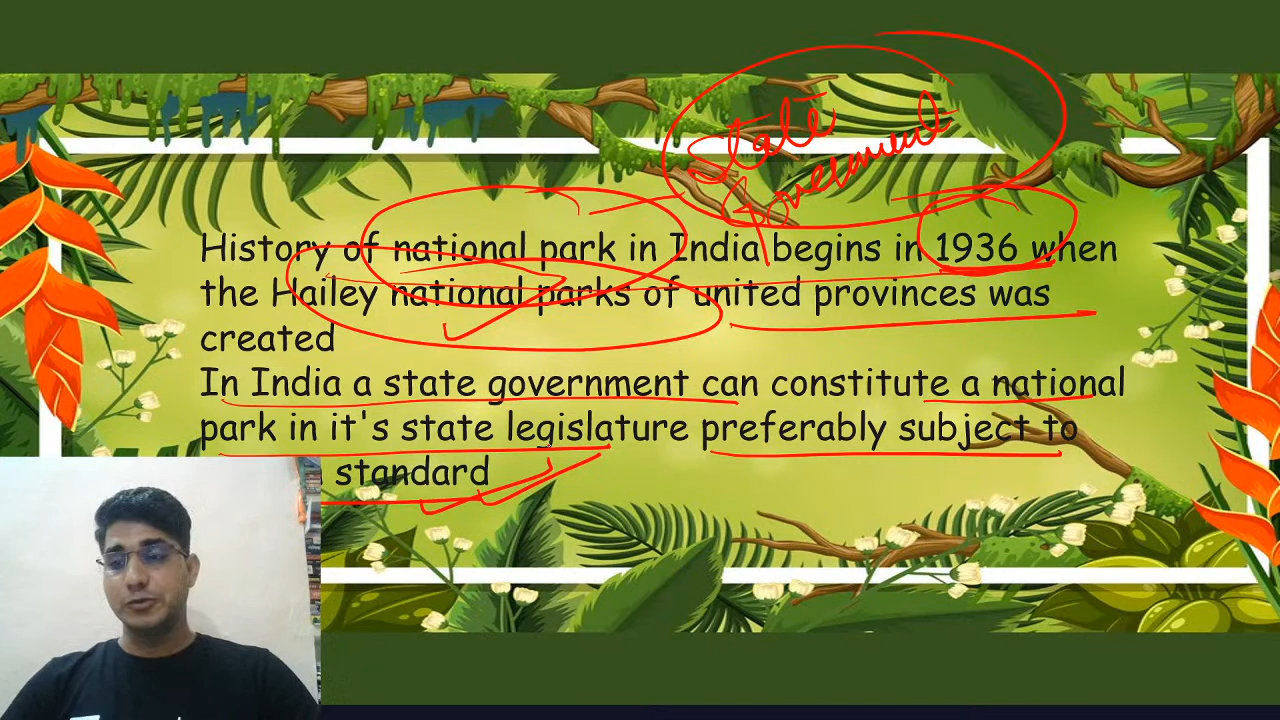 State
Government
History of national park in India begins in 1936 when
the Hailey national parks of united provinces was
created
In India a state government can constitute a national
park in it's state legislature preferably subject to
standard